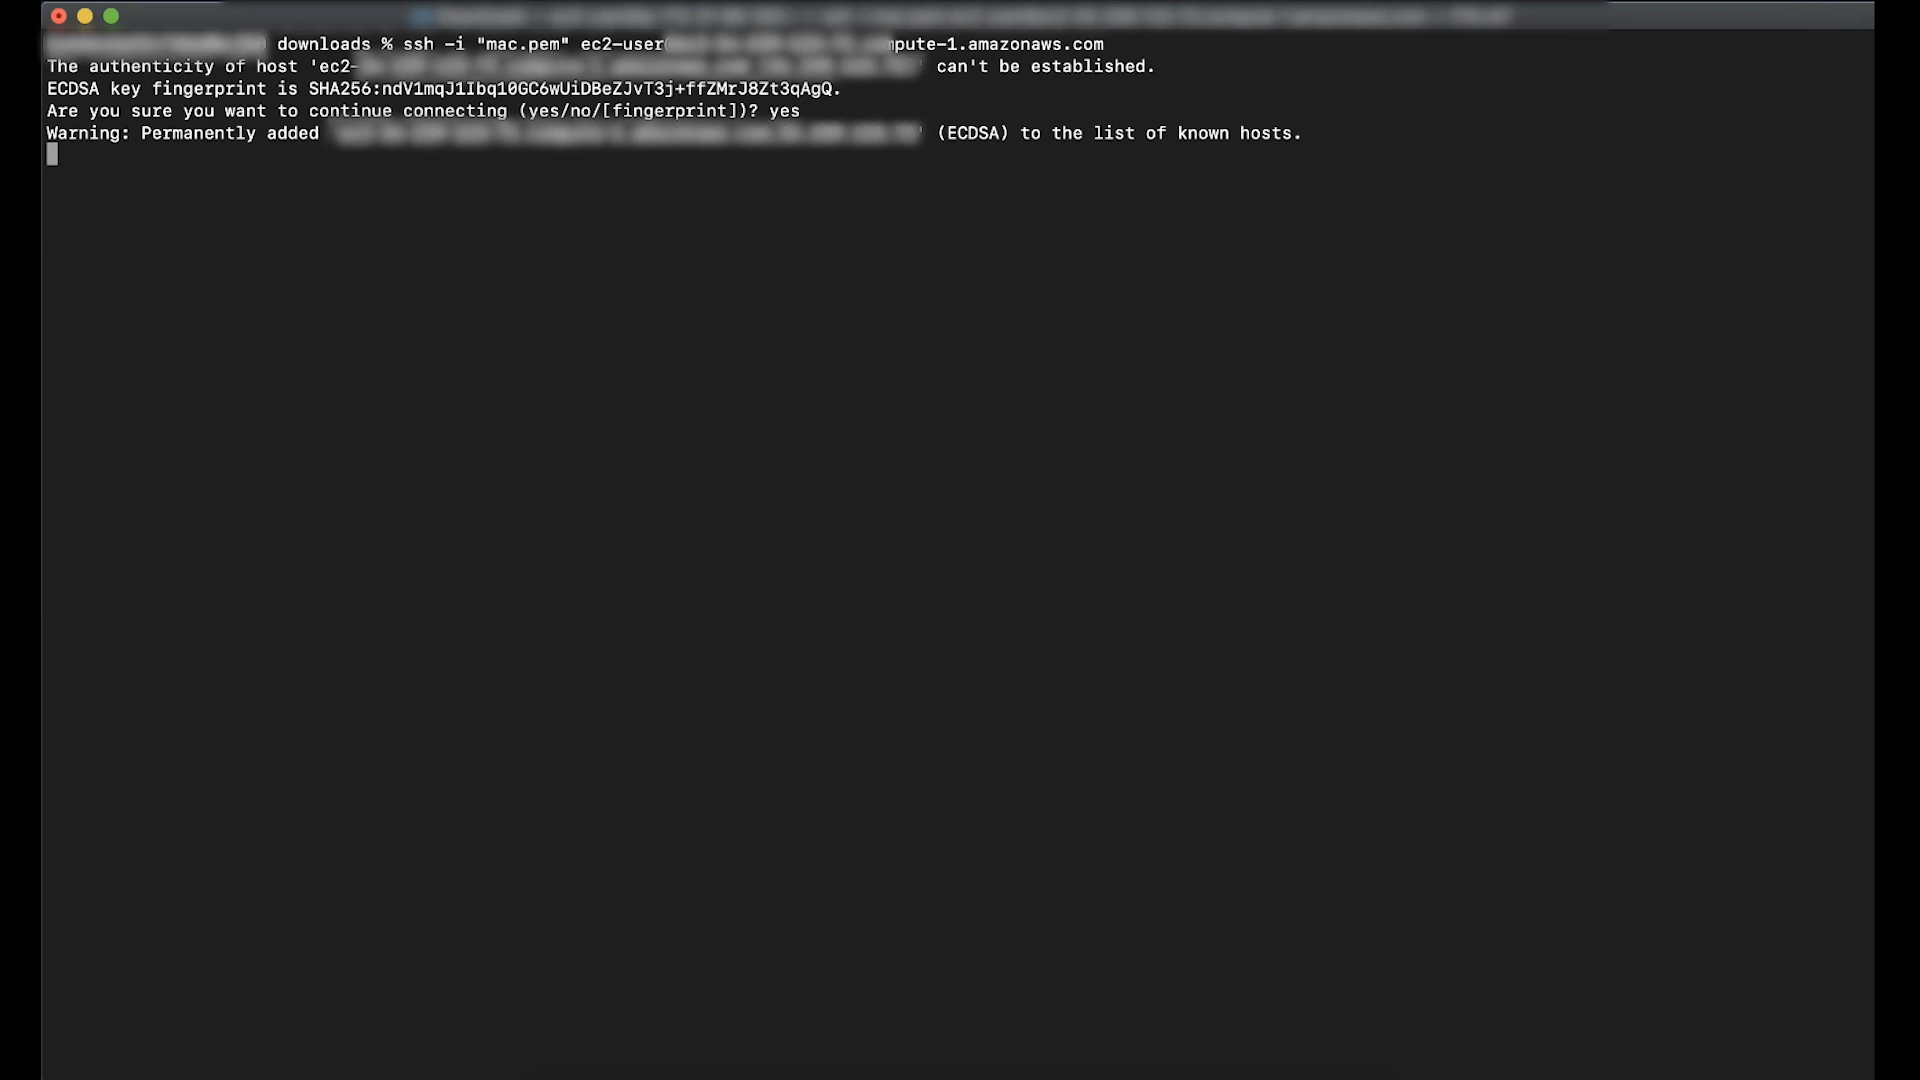 downloads % ssh -i "mac.pem" ec2-user mpute-1.amazonaws.com
The authenticity of host 'ec2- ' can't be established.
ECDSA key fingerprint is SHA256:ndV1mqJ1Ibq10GC6wUiDBeZJvT3j+ffZMrJ8Zt3qAgQ.
Are you sure you want to continue connecting (yes/no/[fingerprint])? yes
Warning: Permanently added ' (ECDSA) to the list of known hosts.